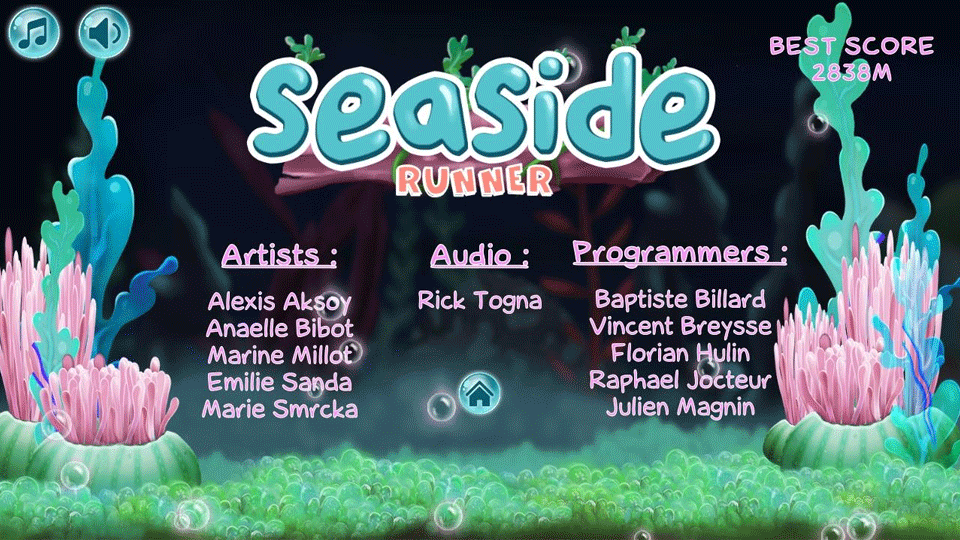 BEST SCORE
2838M
Seaside
RUNNER
Artists :
Alexis Aksoy
Anaelle Bibot
Marine Millot
Emilie Sanda
Marie Smrcka
Audio :
Rick Togna
Programmers :
Baptiste Billard
Vincent Breysse
Florian Hulin
Raphael Jocteur
Julien Magnin